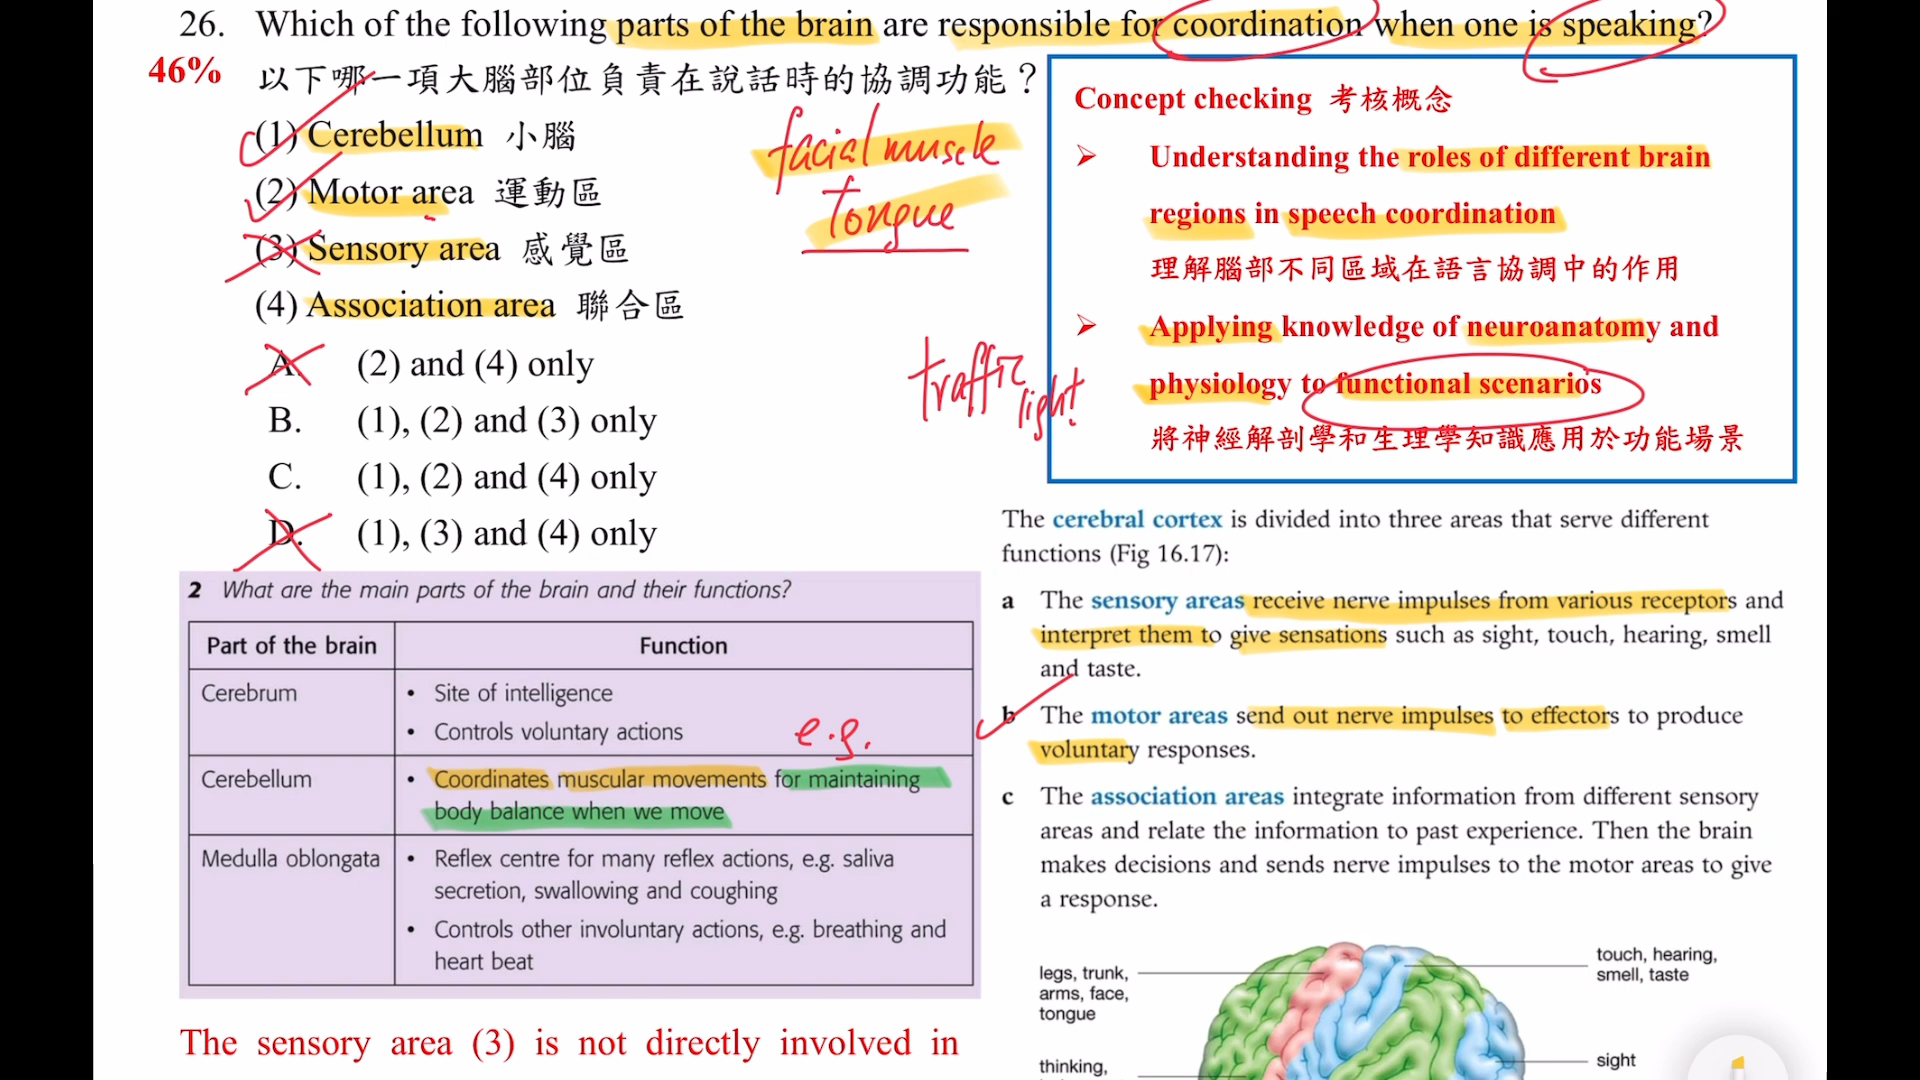 26. Which of the following parts of the brain are responsible for coordination when one is speaking?
46%
以下哪一項大腦部位負責在說話時的協調功能？
(1) Cerebellum 小腦
(2) Motor area 運動區
(3) Sensory area 感覺區
(4) Association area 聯合區
A. (2) and (4) only
B. (1), (2) and (3) only
C. (1), (2) and (4) only
D. (1), (3) and (4) only
facial muscle
tongue
traffic
light
Concept checking 考核概念
➢ Understanding the roles of different brain
regions in speech coordination
理解腦部不同區域在語言協調中的作用
➢ Applying knowledge of neuroanatomy and
physiology to functional scenarios
將神經解剖學和生理學知識應用於功能場景
2 What are the main parts of the brain and their functions?
Part of the brain Function
Cerebrum • Site of intelligence
• Controls voluntary actions
e.g.
Cerebellum • Coordinates muscular movements for maintaining
body balance when we move
Medulla oblongata • Reflex centre for many reflex actions, e.g. saliva
secretion, swallowing and coughing
• Controls other involuntary actions, e.g. breathing and
heart beat
The sensory area (3) is not directly involved in
The cerebral cortex is divided into three areas that serve different
functions (Fig 16.17):
a The sensory areas receive nerve impulses from various receptors and
interpret them to give sensations such as sight, touch, hearing, smell
and taste.
b The motor areas send out nerve impulses to effectors to produce
voluntary responses.
c The association areas integrate information from different sensory
areas and relate the information to past experience. Then the brain
makes decisions and sends nerve impulses to the motor areas to give
a response.
legs, trunk,
arms, face,
tongue
touch, hearing,
smell, taste
thinking,
sight